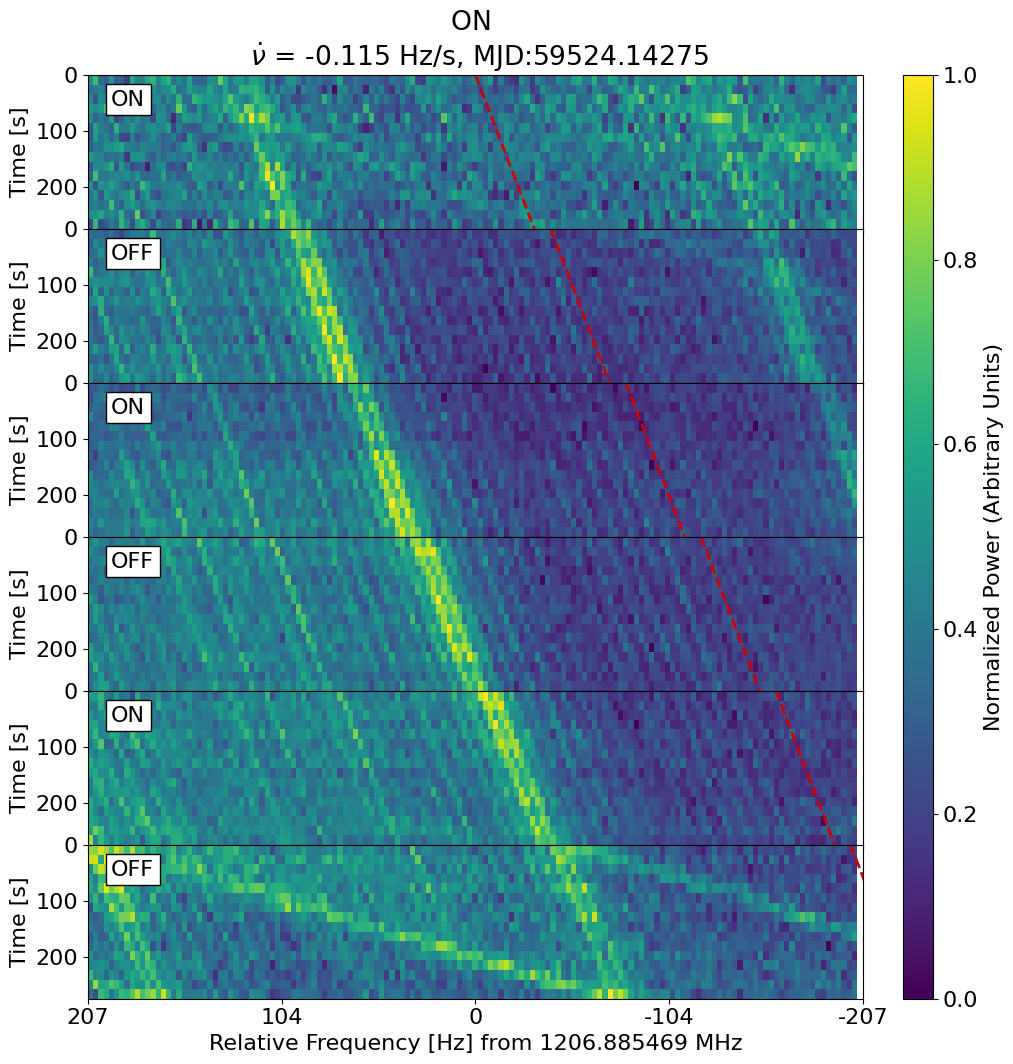 ON
ν̇ = -0.115 Hz/s, MJD:59524.14275
0
100
200
Time [s]
ON
0
100
200
Time [s]
OFF
0
100
200
Time [s]
ON
0
100
200
Time [s]
OFF
0
100
200
Time [s]
ON
0
100
200
Time [s]
OFF
207 104 0 -104 -207
Relative Frequency [Hz] from 1206.885469 MHz
1.0
0.8
0.6
0.4
0.2
0.0
Normalized Power (Arbitrary Units)